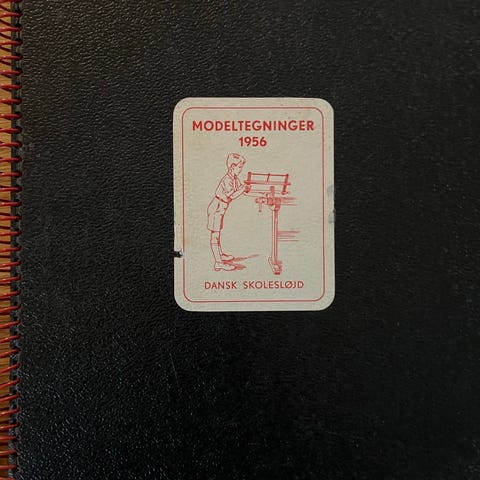 MODELTEGNINGER
1956
DANSK SKOLESLØJD